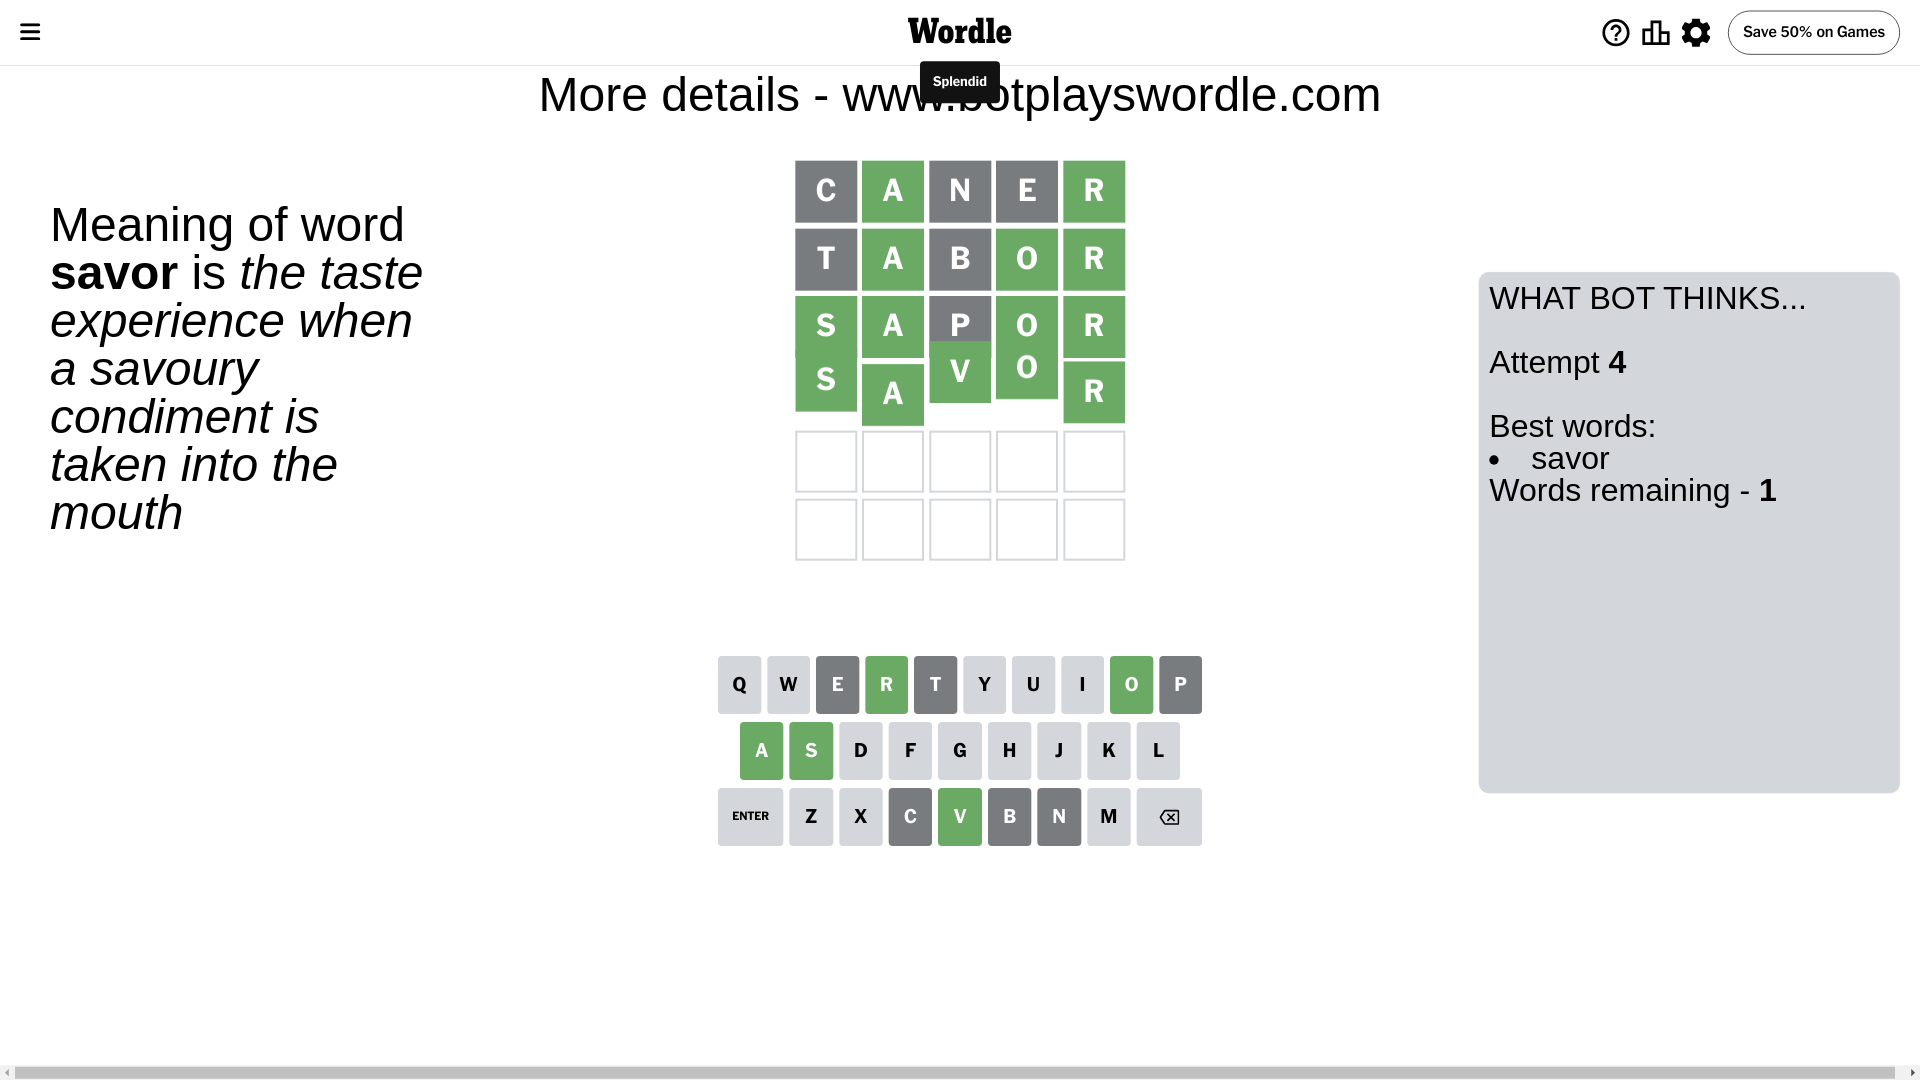 Wordle
Save 50% on Games
Splendid
More details - www.botplayswordle.com
Meaning of word
savor is the taste
experience when
a savoury
condiment is
taken into the
mouth
C A N E R
T A B O R
S A P O R
S A V O R
WHAT BOT THINKS...
Attempt 4
Best words:
• savor
Words remaining - 1
Q W E R T Y U I O P
A S D F G H J K L
ENTER Z X C V B N M